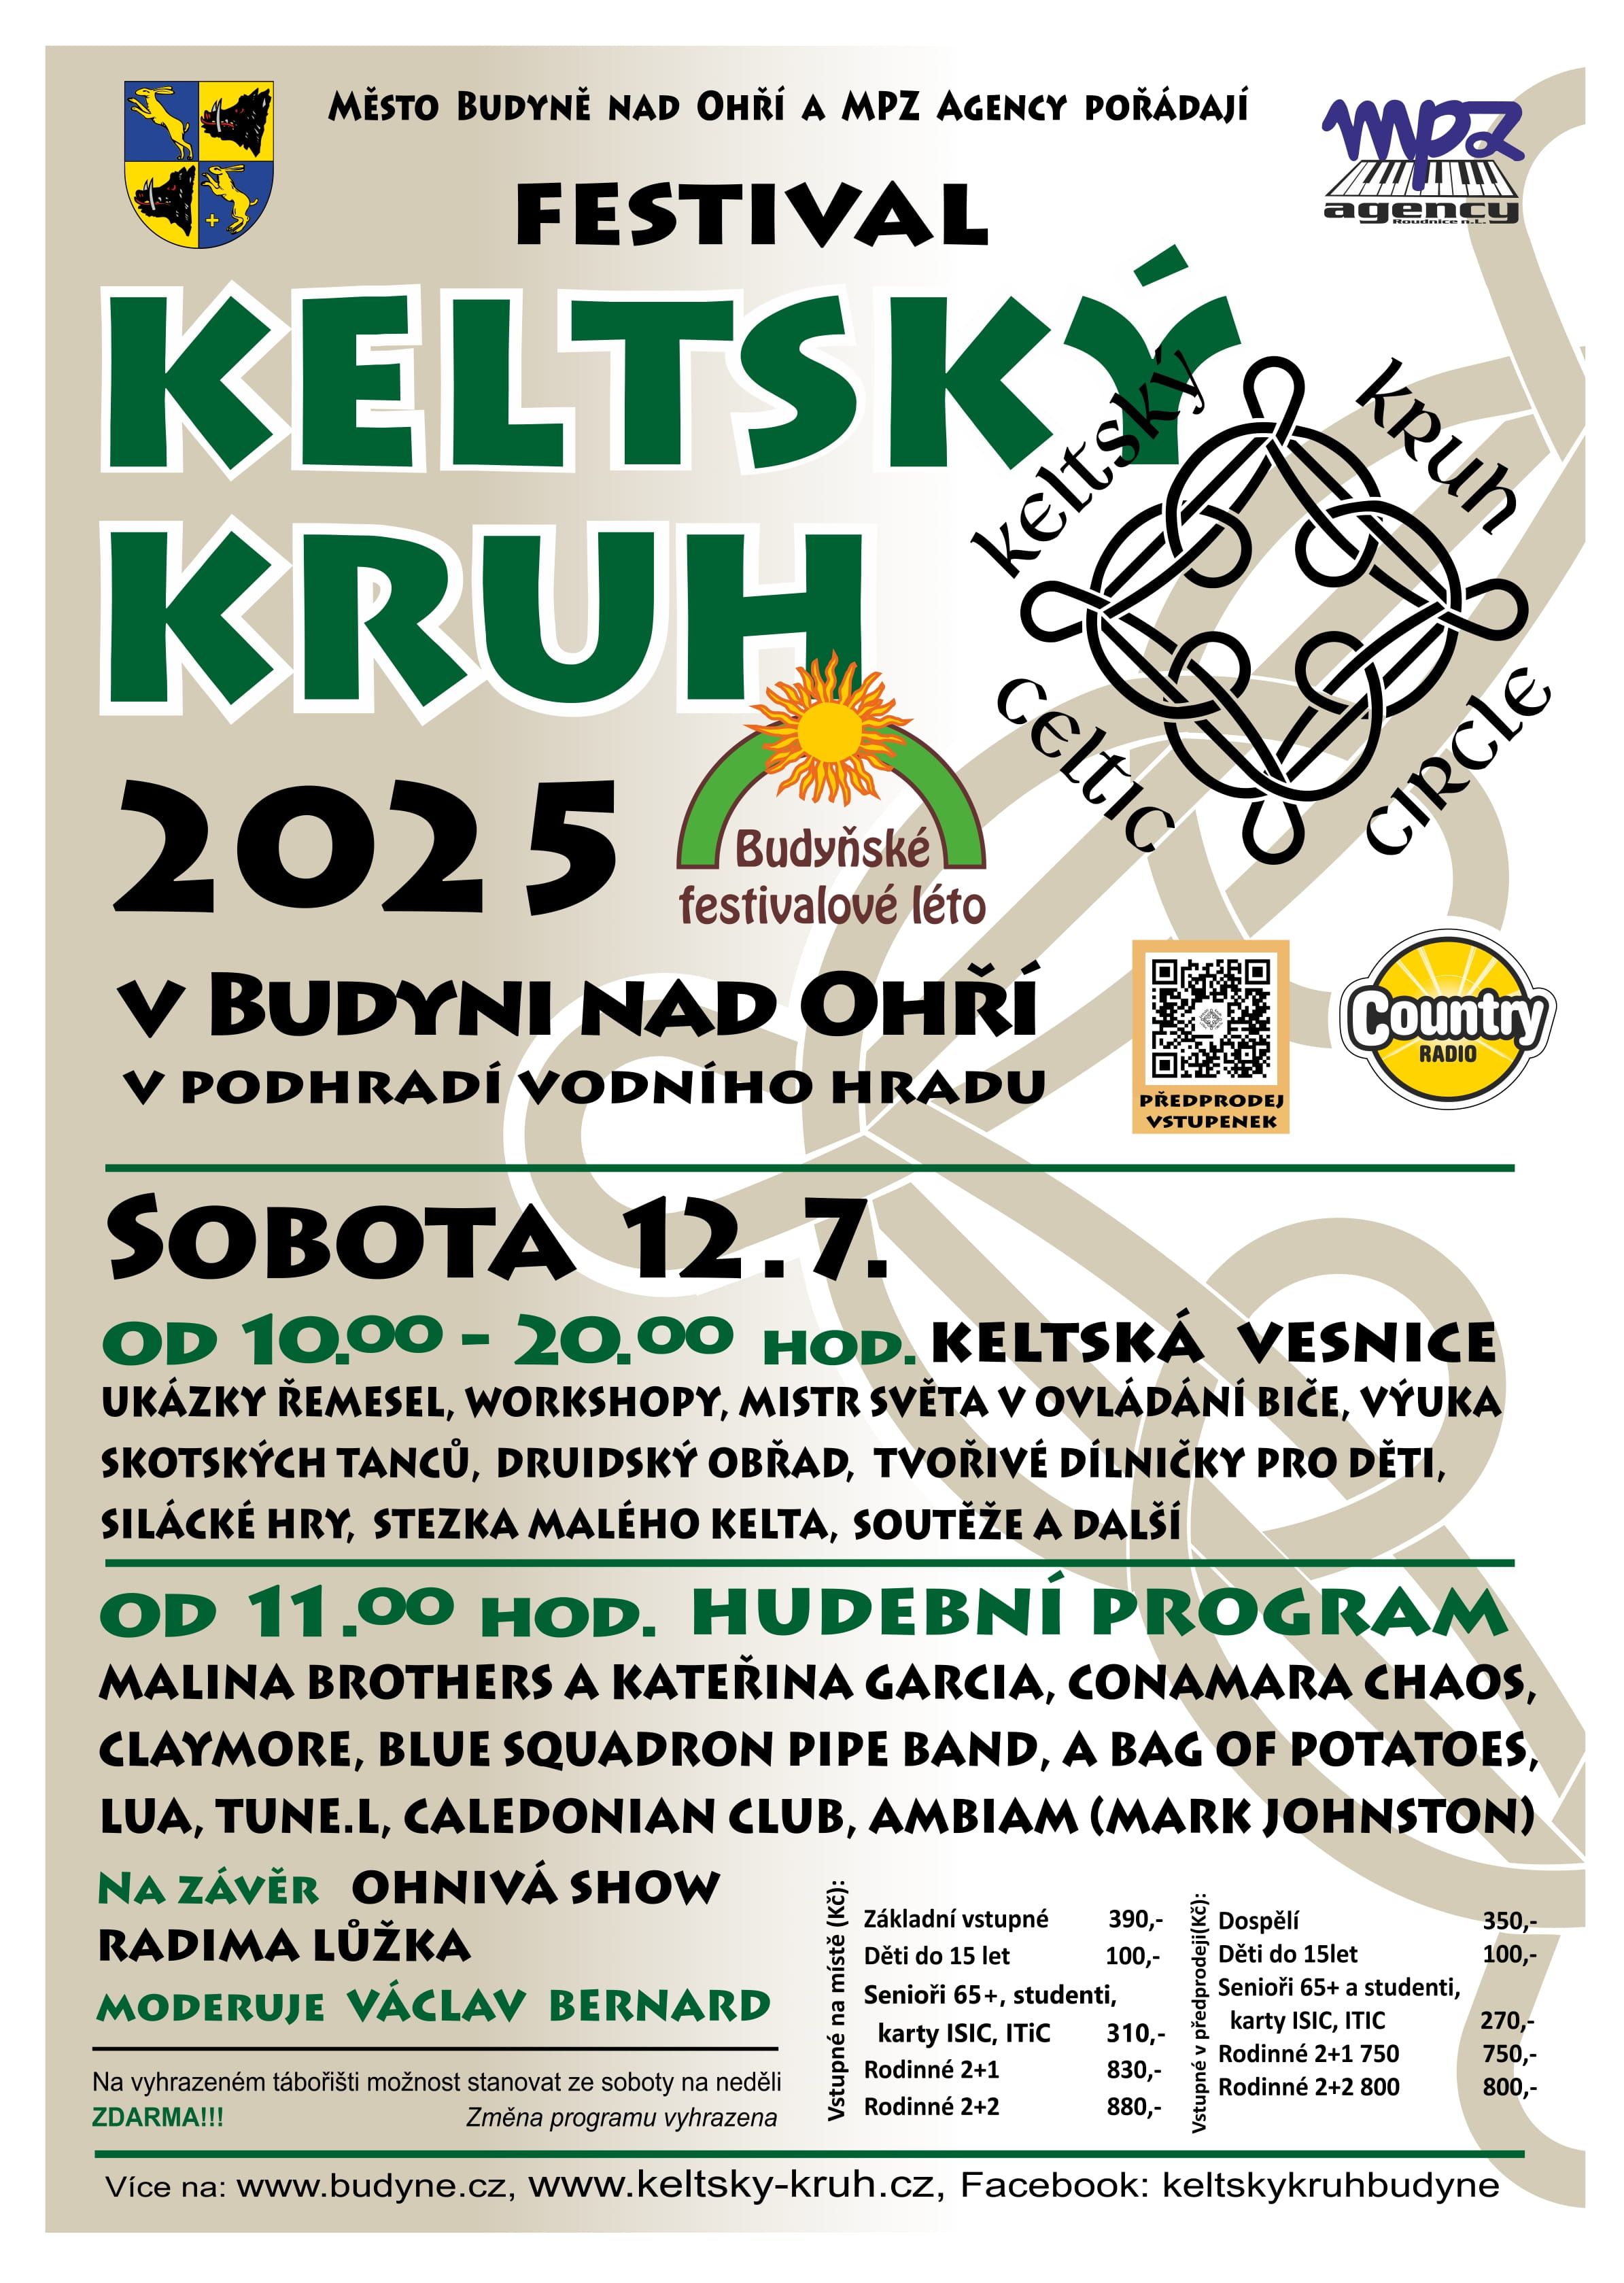 Město Budyně nad Ohří a MPZ Agency pořádají
mpz
agency
Roudnice n.L.
FESTIVAL
KELTSKÝ
KRUH
keltský kruh
celtic circle
2025
Budyňské
festivalové léto
v Budyni nad Ohří
v podhradí vodního hradu
PŘEDPRODEJ
VSTUPENEK
Country
RADIO
Sobota 12.7.
od 10.00 - 20.00 hod. KELTSKÁ VESNICE
UKÁZKY ŘEMESEL, WORKSHOPY, MISTR SVĚTA V OVLÁDÁNÍ BIČE, VÝUKA
SKOTSKÝCH TANCŮ, DRUIDSKÝ OBŘAD, TVOŘIVÉ DÍLNIČKY PRO DĚTI,
SILÁCKÉ HRY, STEZKA MALÉHO KELTA, SOUTĚŽE A DALŠÍ
od 11.00 hod. HUDEBNÍ PROGRAM
MALINA BROTHERS A KATEŘINA GARCIA, CONAMARA CHAOS,
CLAYMORE, BLUE SQUADRON PIPE BAND, A BAG OF POTATOES,
LUA, TUNE.L, CALEDONIAN CLUB, AMBIAM (MARK JOHNSTON)
Na závěr OHNIVÁ SHOW
RADIMA LŮŽKA
moderuje VÁCLAV BERNARD
Na vyhrazeném tábořišti možnost stanovat ze soboty na neděli
ZDARMA!!! Změna programu vyhrazena
Vstupné na místě (Kč):
Základní vstupné 390,-
Děti do 15 let 100,-
Senioři 65+, studenti,
karty ISIC, ITiC 310,-
Rodinné 2+1 830,-
Rodinné 2+2 880,-
Vstupné v předprodeji(Kč):
Dospělí 350,-
Děti do 15let 100,-
Senioři 65+ a studenti,
karty ISIC, ITIC 270,-
Rodinné 2+1 750 750,-
Rodinné 2+2 800 800,-
Více na: www.budyne.cz, www.keltsky-kruh.cz, Facebook: keltskykruhbudyne